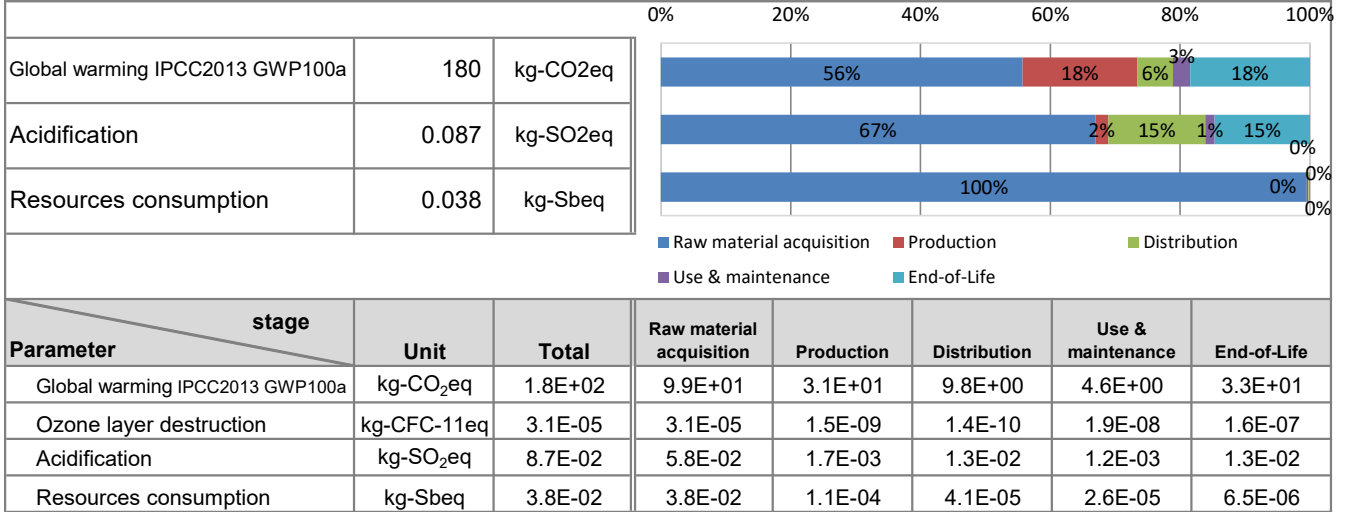 0% 20% 40% 60% 80% 100%
Global warming IPCC2013 GWP100a 180 kg-CO2eq
56% 18% 6% 3% 18%
Acidification 0.087 kg-SO2eq
67% 2% 15% 1% 15%
0%
Resources consumption 0.038 kg-Sbeq
100% 0% 0%
0%
Raw material acquisition Production Distribution
Use & maintenance End-of-Life
stage
Parameter Unit Total Raw material acquisition Production Distribution Use & maintenance End-of-Life
Global warming IPCC2013 GWP100a kg-CO₂eq 1.8E+02 9.9E+01 3.1E+01 9.8E+00 4.6E+00 3.3E+01
Ozone layer destruction kg-CFC-11eq 3.1E-05 3.1E-05 1.5E-09 1.4E-10 1.9E-08 1.6E-07
Acidification kg-SO₂eq 8.7E-02 5.8E-02 1.7E-03 1.3E-02 1.2E-03 1.3E-02
Resources consumption kg-Sbeq 3.8E-02 3.8E-02 1.1E-04 4.1E-05 2.6E-05 6.5E-06